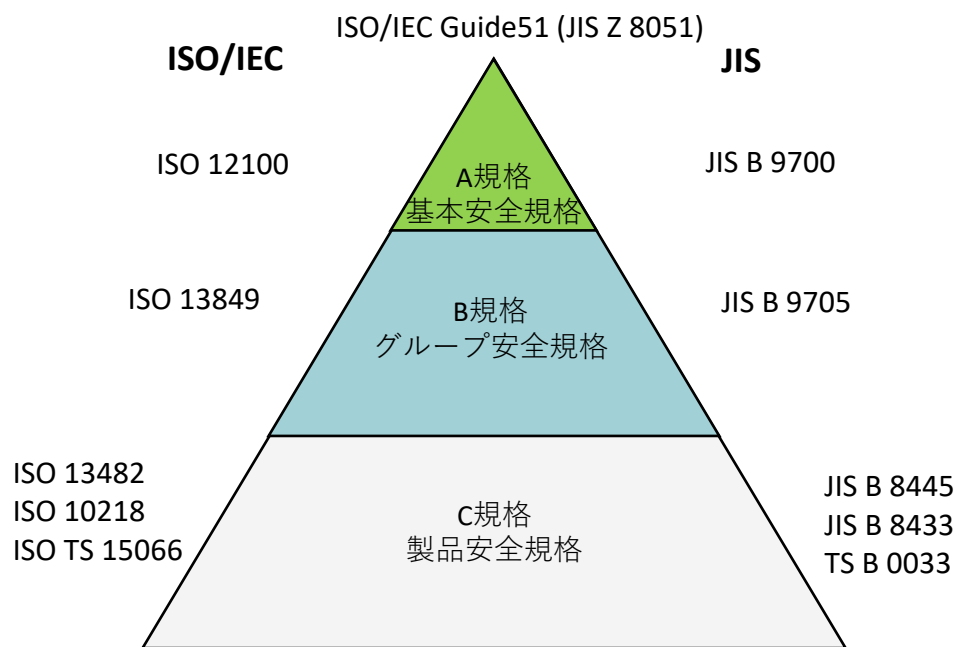 ISO/IEC Guide51 (JIS Z 8051)
ISO/IEC
JIS
ISO 12100
A規格
基本安全規格
JIS B 9700
ISO 13849
B規格
グループ安全規格
JIS B 9705
ISO 13482
ISO 10218
ISO TS 15066
C規格
製品安全規格
JIS B 8445
JIS B 8433
TS B 0033